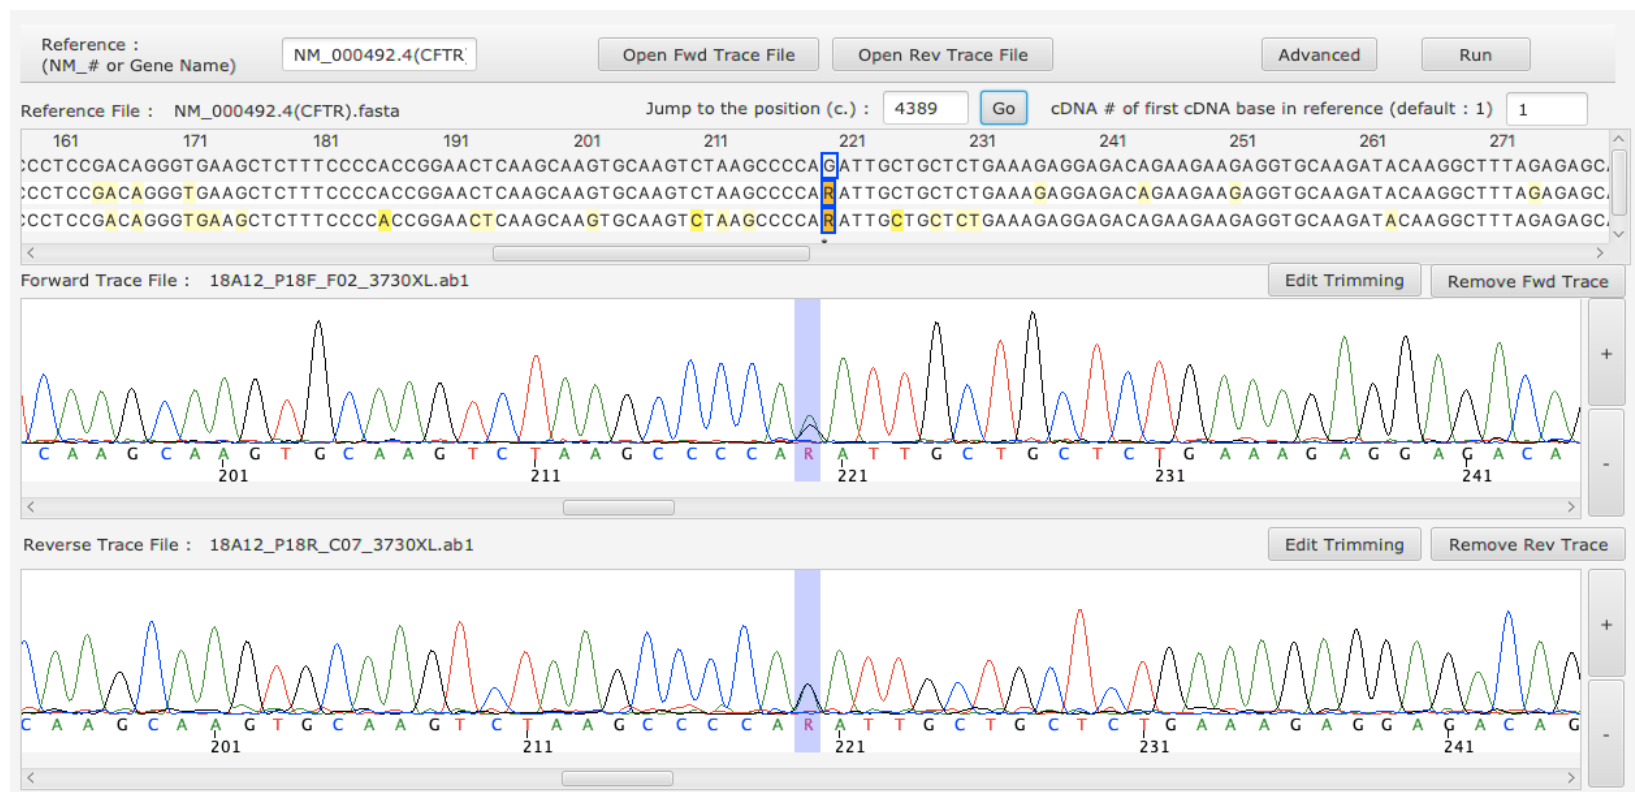 Reference :
(NM_# or Gene Name)
NM_000492.4(CFTR)
Open Fwd Trace File
Open Rev Trace File
Advanced
Run
Reference File : NM_000492.4(CFTR).fasta
Jump to the position (c.) : 4389
Go
cDNA # of first cDNA base in reference (default : 1) 1
161 171 181 191 201 211 221 231 241 251 261 271
CCCTCCGACAGGGTGAAGCTCTTTCCCCACCGGAACTCAAGCAAGTGCAAGTCTAAGCCCCAGATTGCTGCTCTGAAAGAGGAGACAGAAGAAGAGGTGCAAGATACAAGGCTTTAGAGAGC
CCCTCCGACAGGGTGAAGCTCTTTCCCCACCGGAACTCAAGCAAGTGCAAGTCTAAGCCCCARATTGCTGCTCTGAAAGAGGAGACAGAAGAAGAGGTGCAAGATACAAGGCTTTAGAGAGC
CCCTCCGACAGGGTGAAGCTCTTTCCCCACCGGAACTCAAGCAAGTGCAAGTCTAAGCCCCARATTGCTGCTCTGAAAGAGGAGACAGAAGAAGAGGTGCAAGATACAAGGCTTTAGAGAGC
*
Forward Trace File : 18A12_P18F_F02_3730XL.ab1
Edit Trimming
Remove Fwd Trace
+
C A A G C A A G T G C A A G T C T A A G C C C C A R A T T G C T G C T C T G A A A G A G G A G A C A
201 211 221 231 241
-
Reverse Trace File : 18A12_P18R_C07_3730XL.ab1
Edit Trimming
Remove Rev Trace
+
C A A G C A A G T G C A A G T C T A A G C C C C A R A T T G C T G C T C T G A A A G A G G A G A C A G
201 211 221 231 241
-